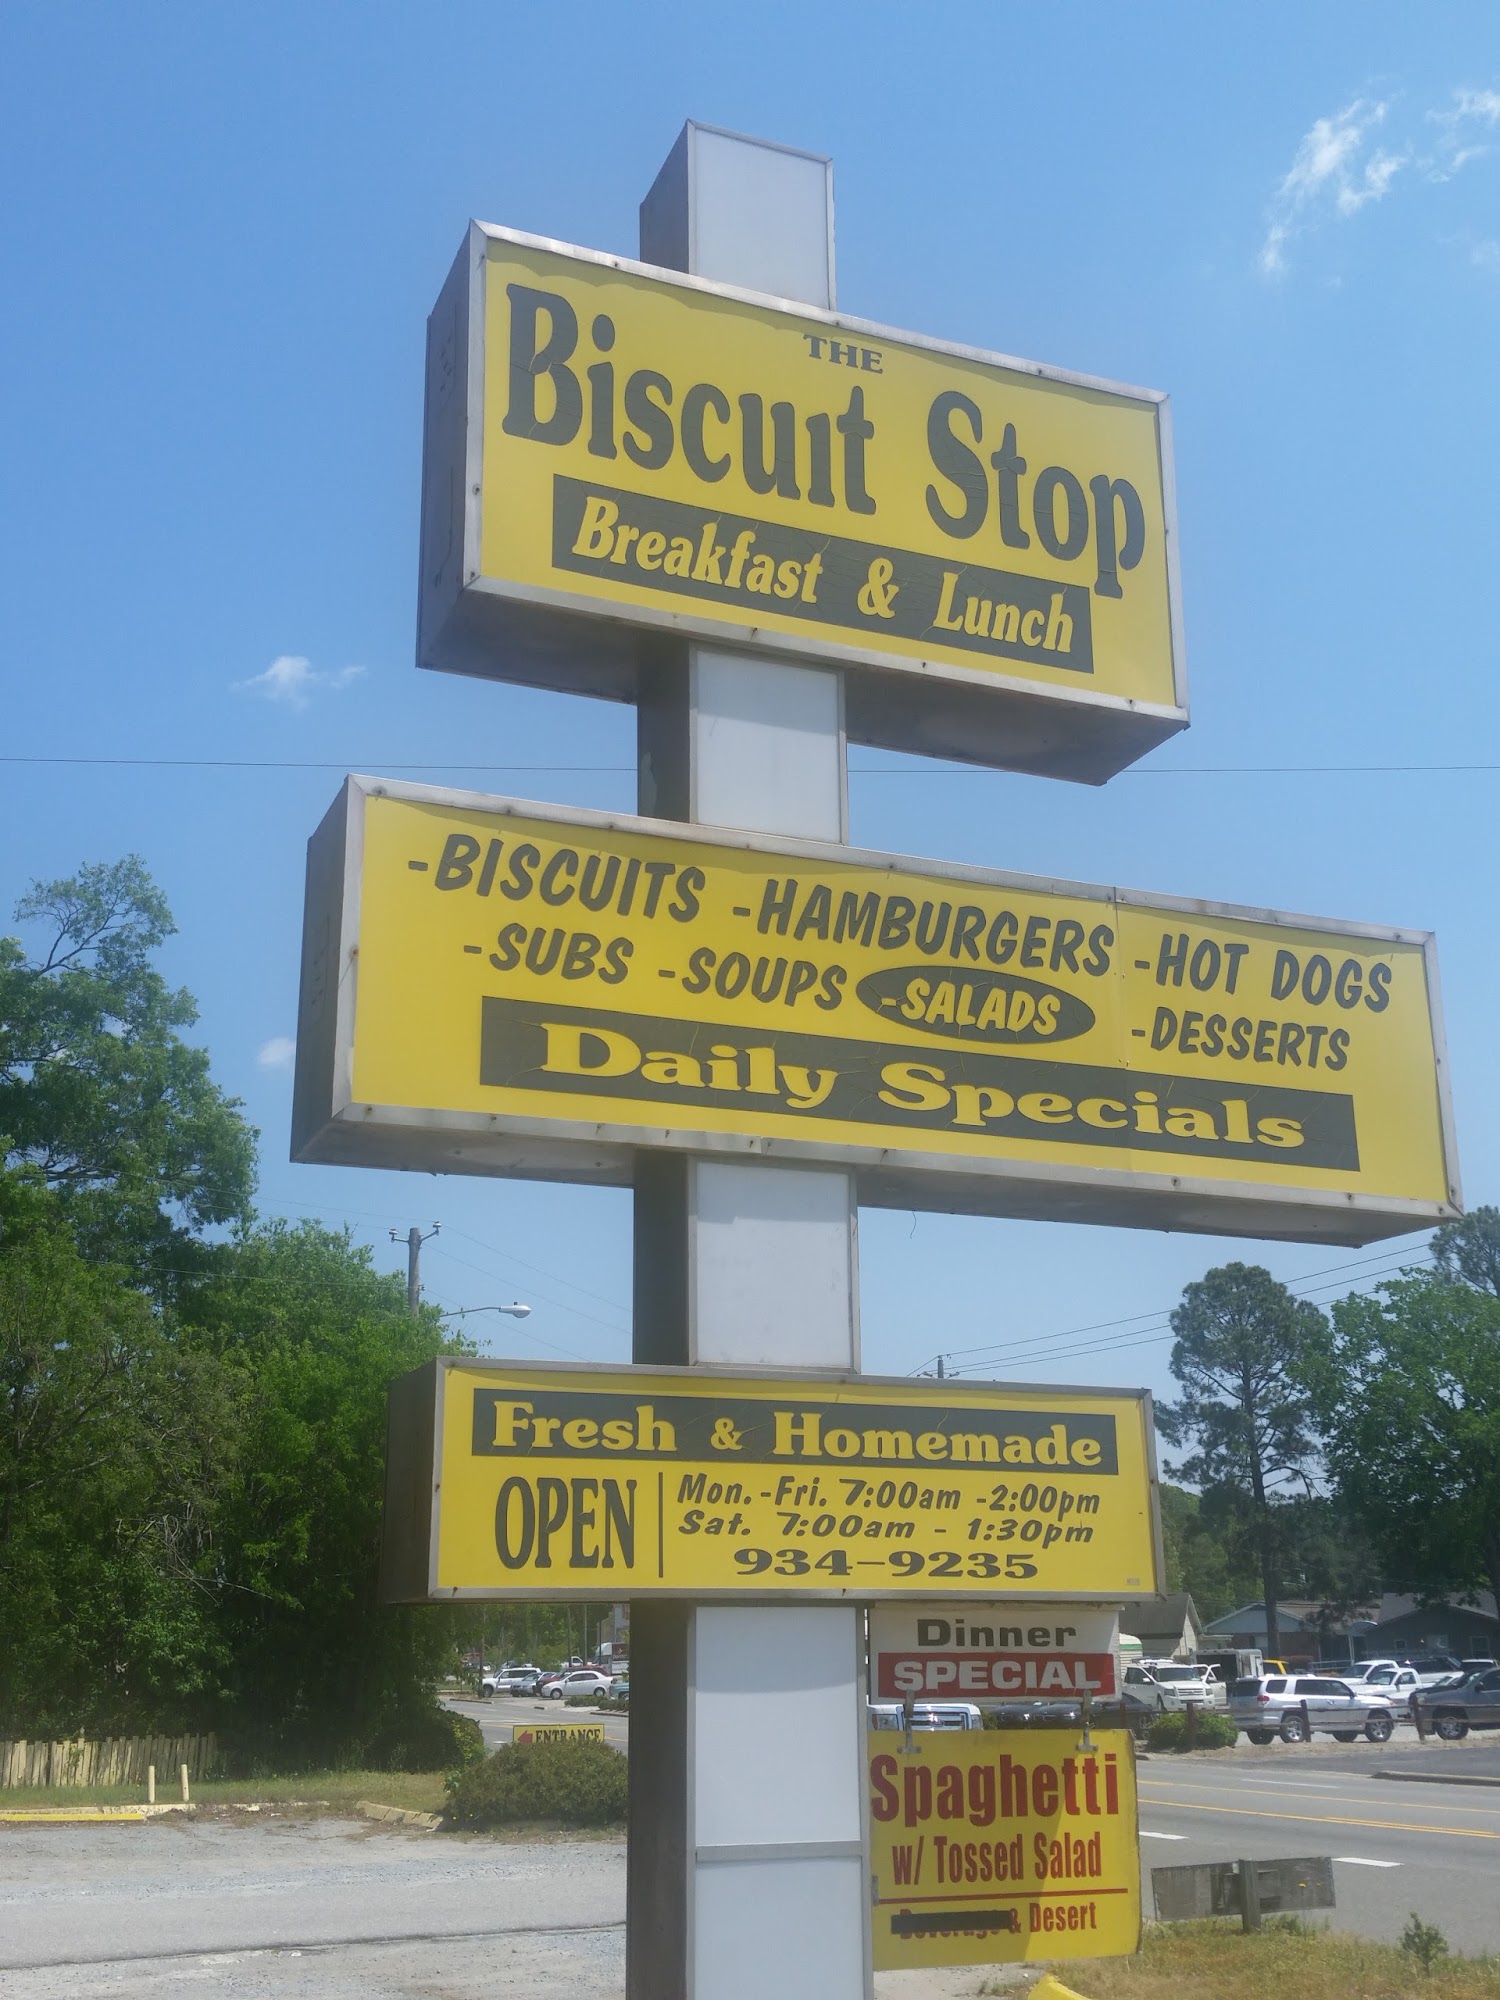 THE
Biscuit Stop
Breakfast & Lunch
-BISCUITS -HAMBURGERS -HOT DOGS
-SUBS -SOUPS -SALADS -DESSERTS
Daily Specials
Fresh & Homemade
OPEN
Mon.-Fri. 7:00am -2:00pm
Sat. 7:00am - 1:30pm
934-9235
Dinner
SPECIAL
ENTRANCE
Spaghetti
w/ Tossed Salad
Beverage & Desert